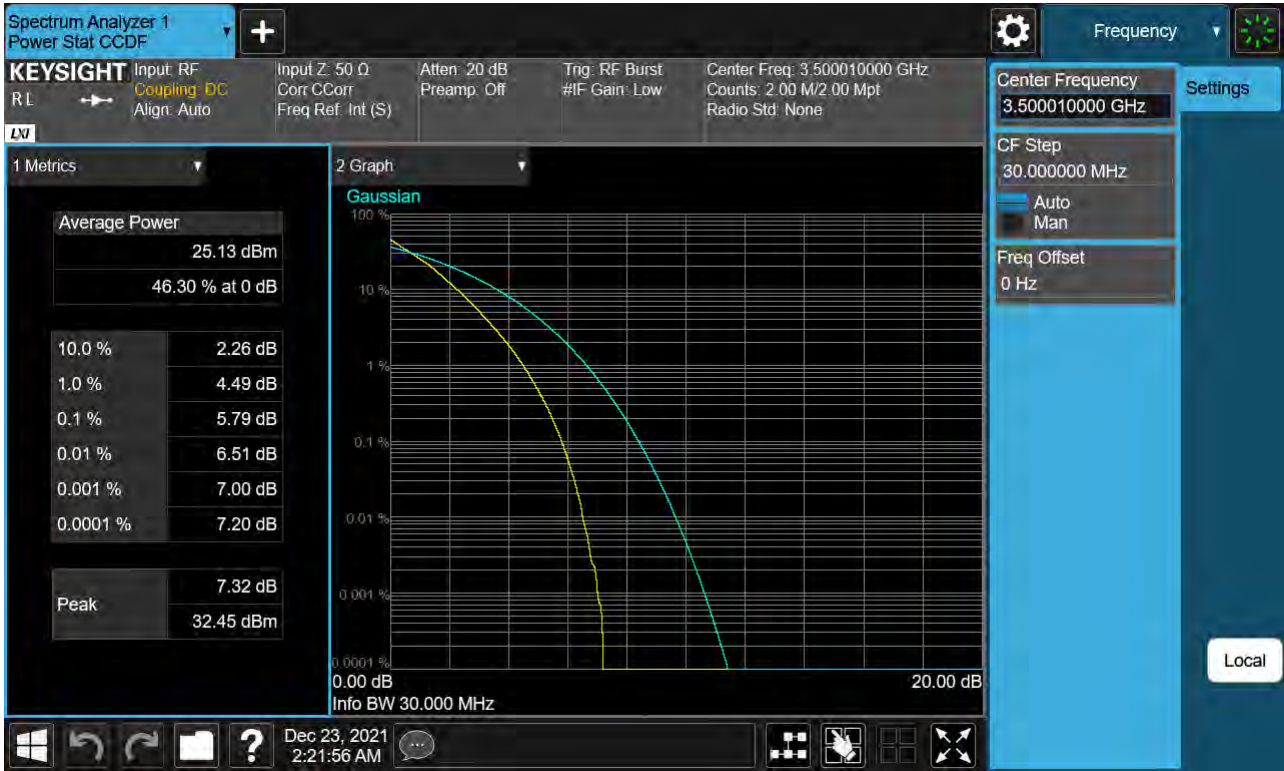 Spectrum Analyzer 1
Power Stat CCDF
+
Frequency
KEYSIGHT
RL
LXI
Input: RF
Coupling: DC
Align: Auto
Input Z: 50 Ω
Corr CCorr
Freq Ref: Int (S)
Atten: 20 dB
Preamp: Off
Trig: RF Burst
#IF Gain: Low
Center Freq: 3.500010000 GHz
Counts: 2.00 M/2.00 Mpt
Radio Std: None
1 Metrics
Average Power
25.13 dBm
46.30 % at 0 dB
10.0 % 2.26 dB
1.0 % 4.49 dB
0.1 % 5.79 dB
0.01 % 6.51 dB
0.001 % 7.00 dB
0.0001 % 7.20 dB
Peak
7.32 dB
32.45 dBm
2 Graph
Gaussian
100 %
10 %
1 %
0.1 %
0.01 %
0.001 %
0.0001 %
0.00 dB
20.00 dB
Info BW 30.000 MHz
Center Frequency
3.500010000 GHz
CF Step
30.000000 MHz
Auto
Man
Freq Offset
0 Hz
Settings
Local
?
Dec 23, 2021
2:21:56 AM